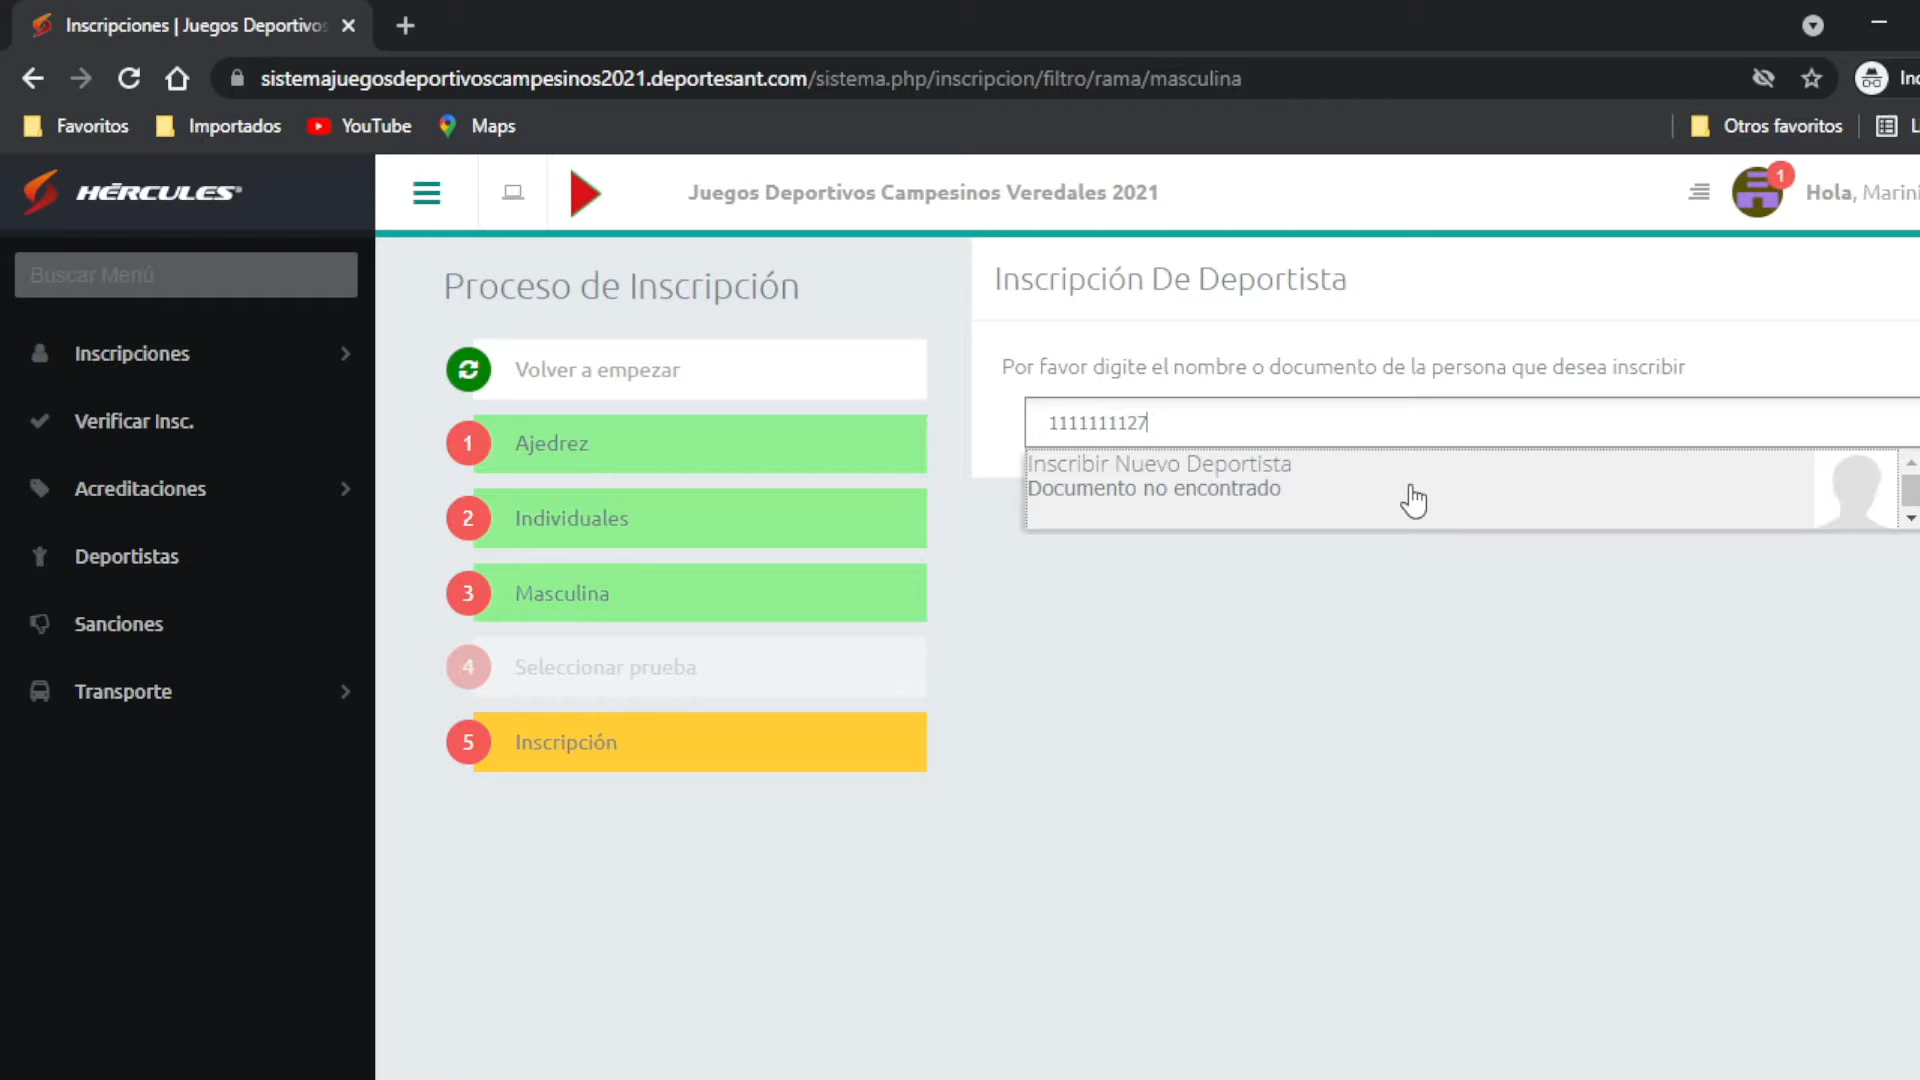 Inscripciones | Juegos Deportivos
sistemajuegosdeportivoscampesinos2021.deportesant.com/sistema.php/inscripcion/filtro/rama/masculina
Favoritos
Importados
YouTube
Maps
Otros favoritos
HÉRCULES®
Juegos Deportivos Campesinos Veredales 2021
1
Hola, Marini
Buscar Menú
Inscripciones
Verificar Insc.
Acreditaciones
Deportistas
Sanciones
Transporte
Proceso de Inscripción
Volver a empezar
1 Ajedrez
2 Individuales
3 Masculina
4 Seleccionar prueba
5 Inscripción
Inscripción De Deportista
Por favor digite el nombre o documento de la persona que desea inscribir
1111111127
Inscribir Nuevo Deportista
Documento no encontrado